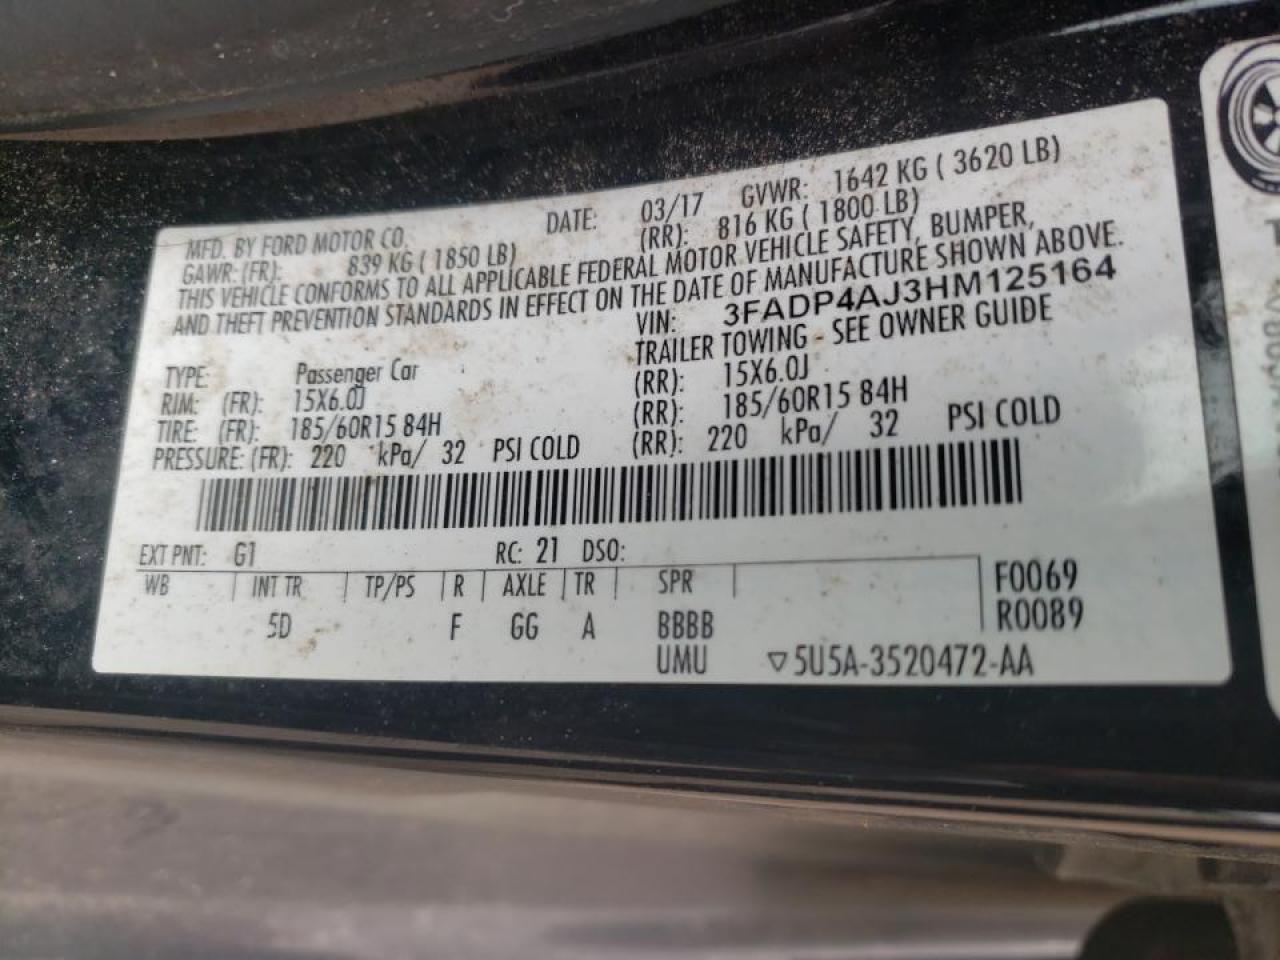 MFD. BY FORD MOTOR CO. DATE: 03/17 GVWR: 1642 KG ( 3620 LB)
GAWR: (FR): 839 KG ( 1850 LB) (RR): 816 KG ( 1800 LB)
THIS VEHICLE CONFORMS TO ALL APPLICABLE FEDERAL MOTOR VEHICLE SAFETY, BUMPER,
AND THEFT PREVENTION STANDARDS IN EFFECT ON THE DATE OF MANUFACTURE SHOWN ABOVE.
VIN: 3FADP4AJ3HM125164
TRAILER TOWING - SEE OWNER GUIDE
TYPE: Passenger Car
RIM: (FR): 15X6.0J (RR): 15X6.0J
TIRE: (FR): 185/60R15 84H (RR): 185/60R15 84H
PRESSURE: (FR): 220 kPa/ 32 PSI COLD (RR): 220 kPa/ 32 PSI COLD
EXT PNT: G1 RC: 21 DSO:
WB INT TR TP/PS R AXLE TR SPR F0069
5D F GG A BBBB R0089
UMU ▽5U5A-3520472-AA